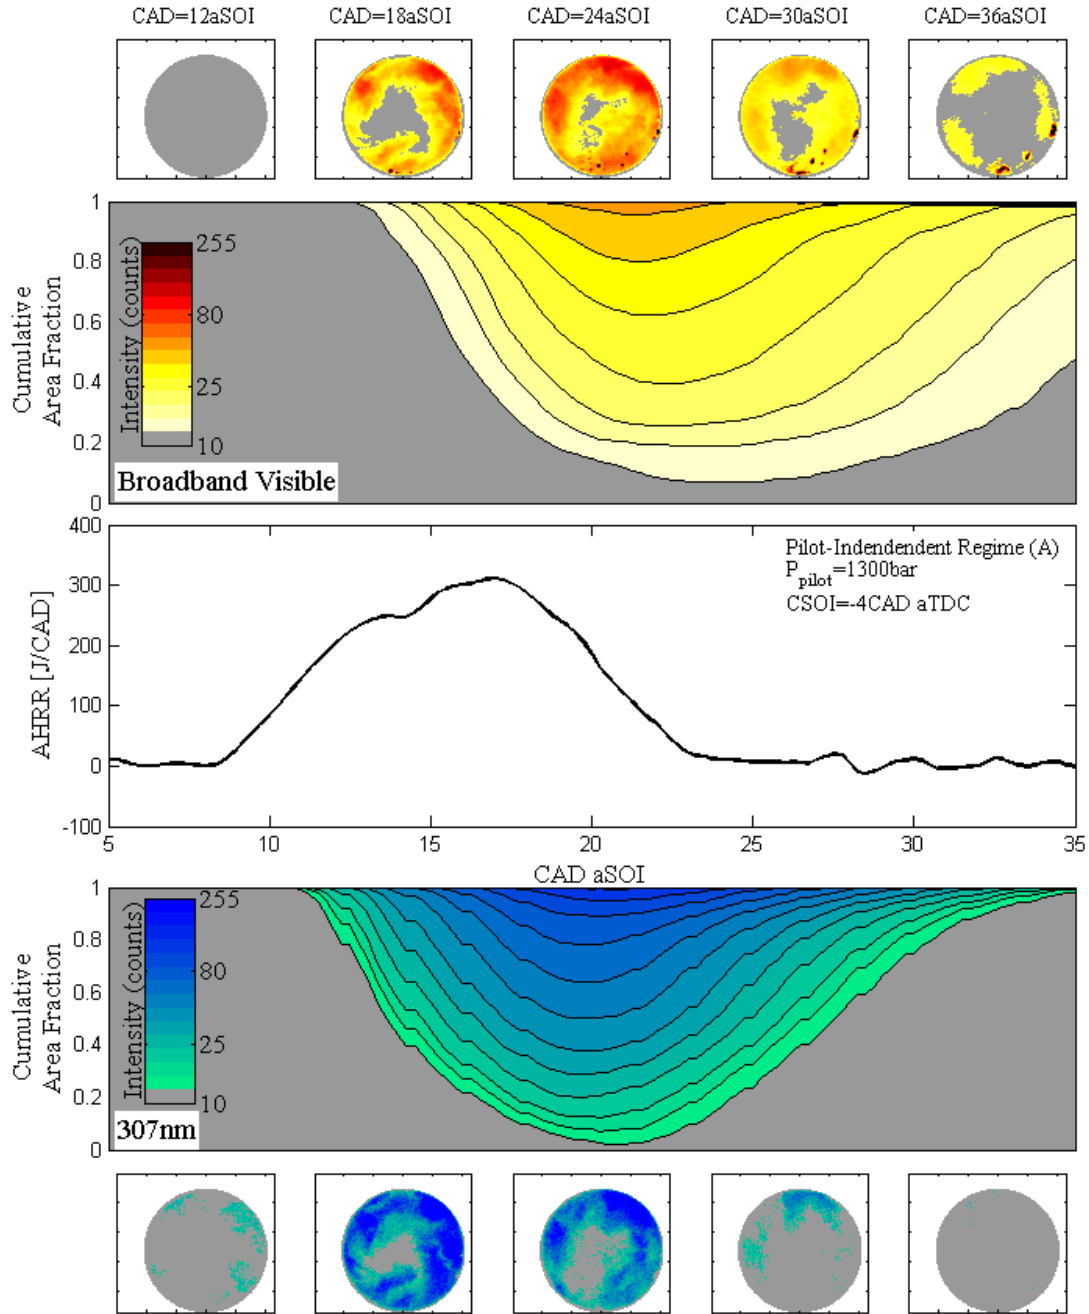 CAD=12aSOI CAD=18aSOI CAD=24aSOI CAD=30aSOI CAD=36aSOI
1
0.8
0.6
0.4
0.2
0
Cumulative
Area Fraction
Intensity (counts)
255
80
25
10
Broadband Visible
400
300
200
100
0
-100
AHRR [J/CAD]
Pilot-Indendendent Regime (A)
Ppilot=1300bar
CSOI=-4CAD aTDC
5 10 15 20 25 30 35
CAD aSOI
1
0.8
0.6
0.4
0.2
0
Cumulative
Area Fraction
Intensity (counts)
255
80
25
10
307nm